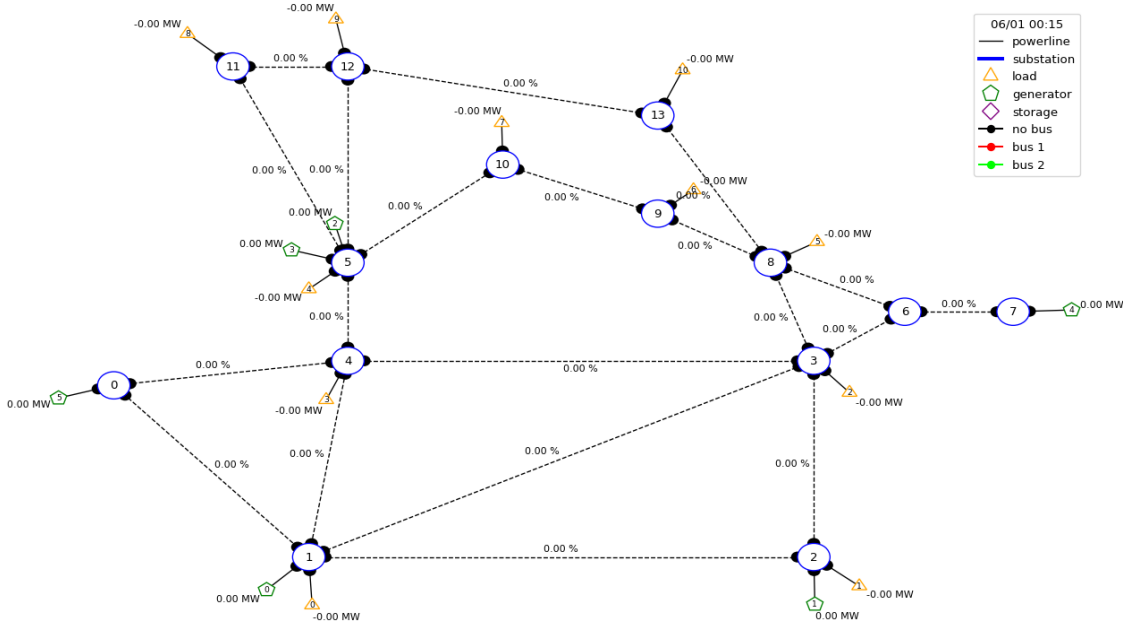 06/01 00:15
powerline
substation
load
generator
storage
no bus
bus 1
bus 2
-0.00 MW
9
-0.00 MW
8
11
0.00 %
12
0.00 %
-0.00 MW
10
13
-0.00 MW
7
10
0.00 %
0.00 %
0.00 %
-0.00 MW
6
0.00 %
9
0.00 %
0.00 %
0.00 MW
2
0.00 MW
3
5
-0.00 MW
4
0.00 %
-0.00 MW
5
8
0.00 %
0.00 %
0.00 %
6
0.00 %
7
4
0.00 MW
0.00 %
4
0.00 %
3
0.00 MW
5
0
-0.00 MW
3
2
-0.00 MW
0.00 %
0.00 %
0.00 %
0.00 %
0.00 %
1
2
0.00 MW
0
0
-0.00 MW
1
-0.00 MW
1
0.00 MW